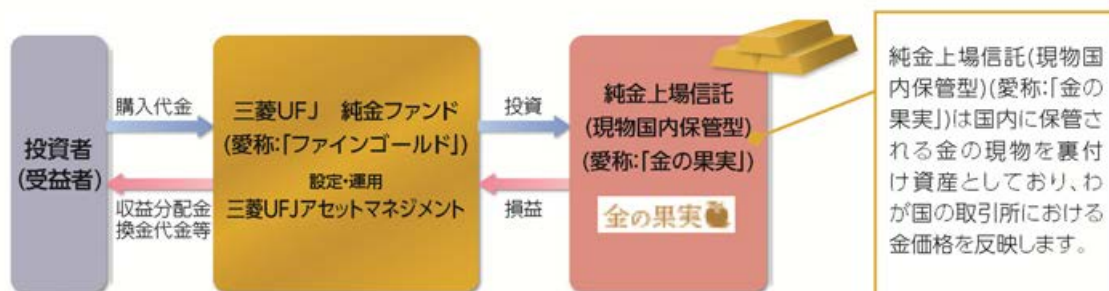 投資者
(受益者)
購入代金
収益分配金
換金代金等
三菱UFJ 純金ファンド
(愛称:「ファインゴールド」)
設定・運用
三菱UFJアセットマネジメント
投資
損益
純金上場信託
(現物国内保管型)
(愛称:「金の果実」)
金の果実
純金上場信託(現物国
内保管型)(愛称:「金の
果実」)は国内に保管さ
れる金の現物を裏付
け資産としており、わ
が国の取引所における
金価格を反映します。